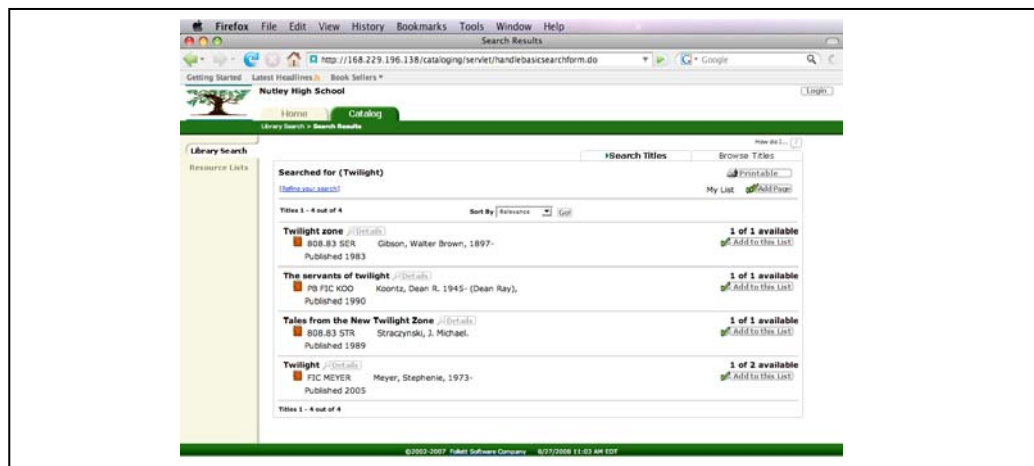 Firefox File Edit View History Bookmarks Tools Window Help
Search Results
http://168.229.196.138/cataloging/servlet/handlebasicsearchform.do Google
Getting Started Latest Headlines Book Sellers
Nutley High School Login
Home Catalog
Library Search > Search Results
How do I... ?
Library Search
Search Titles Browse Titles
Resource Lists
Searched for (Twilight) Printable
[Refine your search] My List Add Page
Titles 1 - 4 out of 4 Sort By Relevance Go!
Twilight zone Details 1 of 1 available
808.83 SER Gibson, Walter Brown, 1897- Add to this List
Published 1983
The servants of twilight Details 1 of 1 available
PB FIC KOO Koontz, Dean R. 1945- (Dean Ray), Add to this List
Published 1990
Tales from the New Twilight Zone Details 1 of 1 available
808.83 STR Straczynski, J. Michael. Add to this List
Published 1989
Twilight Details 1 of 2 available
FIC MEYER Meyer, Stephenie, 1973- Add to this List
Published 2005
Titles 1 - 4 out of 4
©2002-2007 Follett Software Company 8/27/2008 11:03 AM EDT